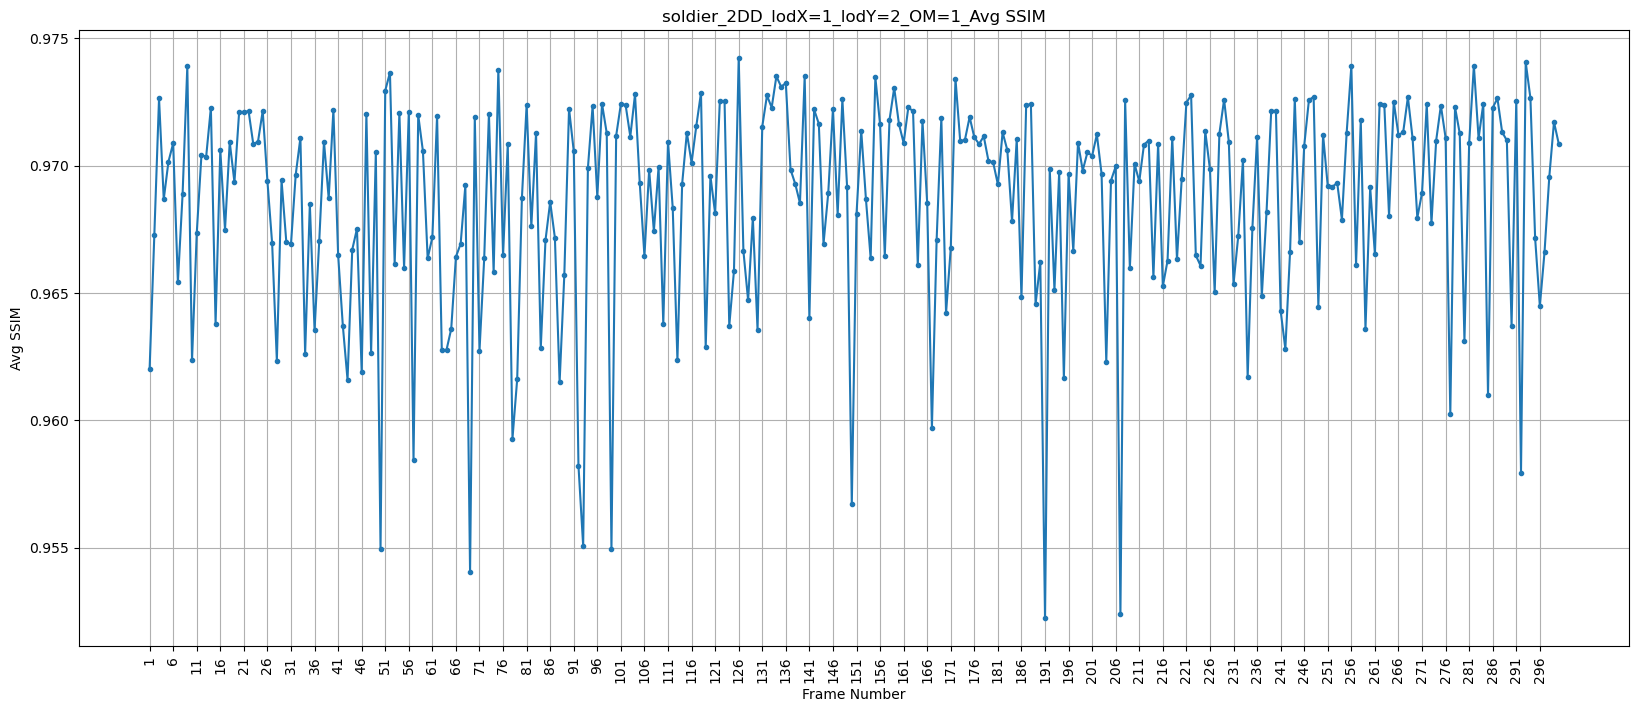 soldier_2DD_lodX=1_lodY=2_OM=1_Avg SSIM
0.975
0.970
0.965
0.960
0.955
Avg SSIM
1 6 11 16 21 26 31 36 41 46 51 56 61 66 71 76 81 86 91 96 101 106 111 116 121 126 131 136 141 146 151 156 161 166 171 176 181 186 191 196 201 206 211 216 221 226 231 236 241 246 251 256 261 266 271 276 281 286 291 296
Frame Number